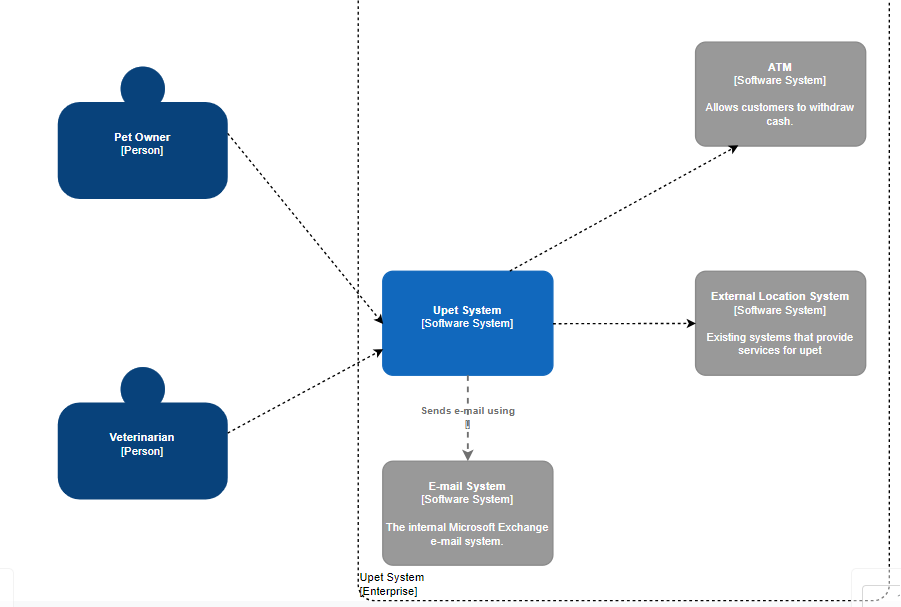 ATM
[Software System]
Allows customers to withdraw
cash.
Pet Owner
[Person]
Upet System
[Software System]
External Location System
[Software System]
Existing systems that provide
services for upet
Sends e-mail using
Veterinarian
[Person]
E-mail System
[Software System]
The internal Microsoft Exchange
e-mail system.
Upet System
[Enterprise]